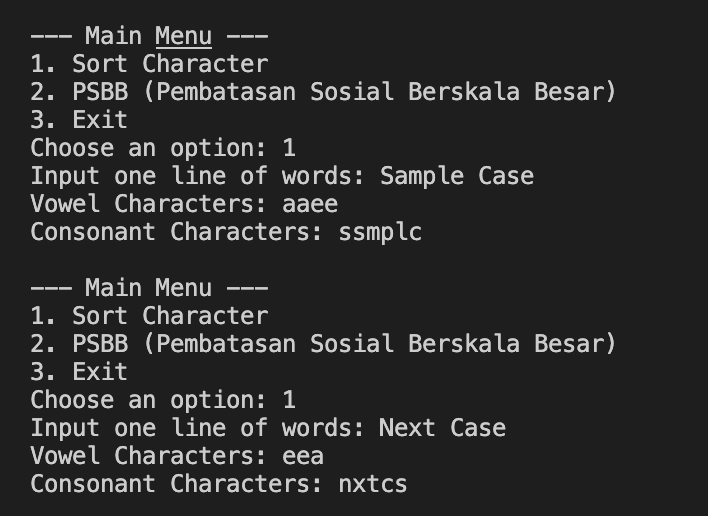 --- Main Menu ---
1. Sort Character
2. PSBB (Pembatasan Sosial Berskala Besar)
3. Exit
Choose an option: 1
Input one line of words: Sample Case
Vowel Characters: aaee
Consonant Characters: ssmplc
--- Main Menu ---
1. Sort Character
2. PSBB (Pembatasan Sosial Berskala Besar)
3. Exit
Choose an option: 1
Input one line of words: Next Case
Vowel Characters: eea
Consonant Characters: nxtcs